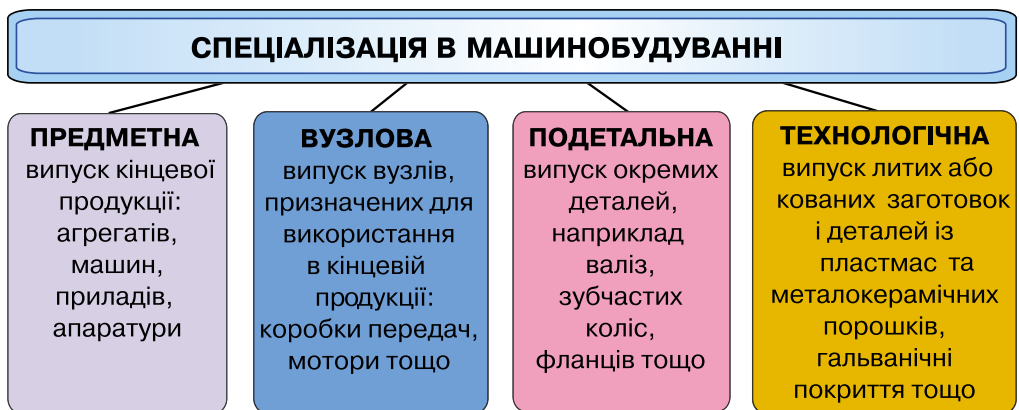 СПЕЦІАЛІЗАЦІЯ В МАШИНОБУДУВАННІ
ПРЕДМЕТНА
випуск кінцевої
продукції:
агрегатів,
машин,
приладів,
апаратури
ВУЗЛОВА
випуск вузлів,
призначених для
використання
в кінцевій
продукції:
коробки передач,
мотори тощо
ПОДЕТАЛЬНА
випуск окремих
деталей,
наприклад
валіз,
зубчастих
коліс,
фланців тощо
ТЕХНОЛОГІЧНА
випуск литих або
кованих заготовок
і деталей із
пластмас та
металокерамічних
порошків,
гальванічні
покриття тощо